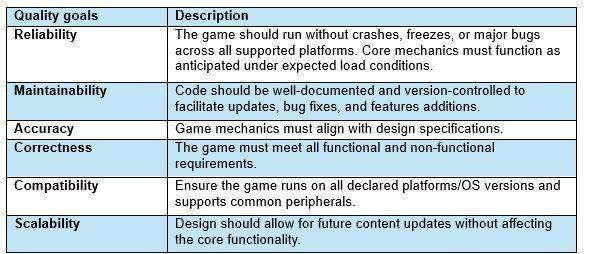 Quality goals Description
Reliability The game should run without crashes, freezes, or major bugs
across all supported platforms. Core mechanics must function as
anticipated under expected load conditions.
Maintainability Code should be well-documented and version-controlled to
facilitate updates, bug fixes, and features additions.
Accuracy Game mechanics must align with design specifications.
Correctness The game must meet all functional and non-functional
requirements.
Compatibility Ensure the game runs on all declared platforms/OS versions and
supports common peripherals.
Scalability Design should allow for future content updates without affecting
the core functionality.